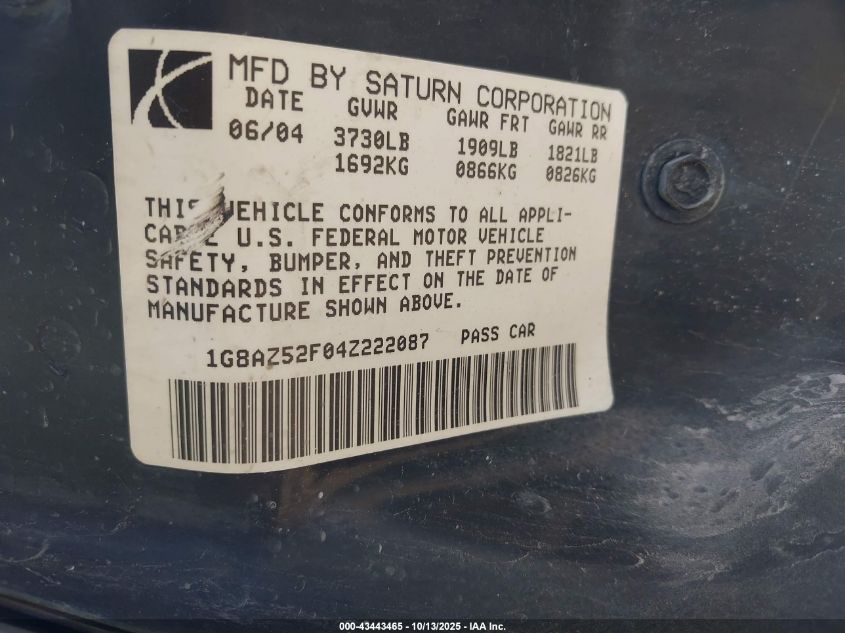 MFD BY SATURN CORPORATION
DATE GVWR GAWR FRT GAWR RR
06/04 3730LB 1909LB 1821LB
1692KG 0866KG 0826KG
THIS VEHICLE CONFORMS TO ALL APPLI-
U.S. FEDERAL MOTOR VEHICLE
SAFETY, BUMPER, AND THEFT PREVENTION
STANDARDS IN EFFECT ON THE DATE OF
MANUFACTURE SHOWN ABOVE.
1G8AZ52F04Z222087 PASS CAR
000-43443465 - 10/13/2025 - IAA Inc.